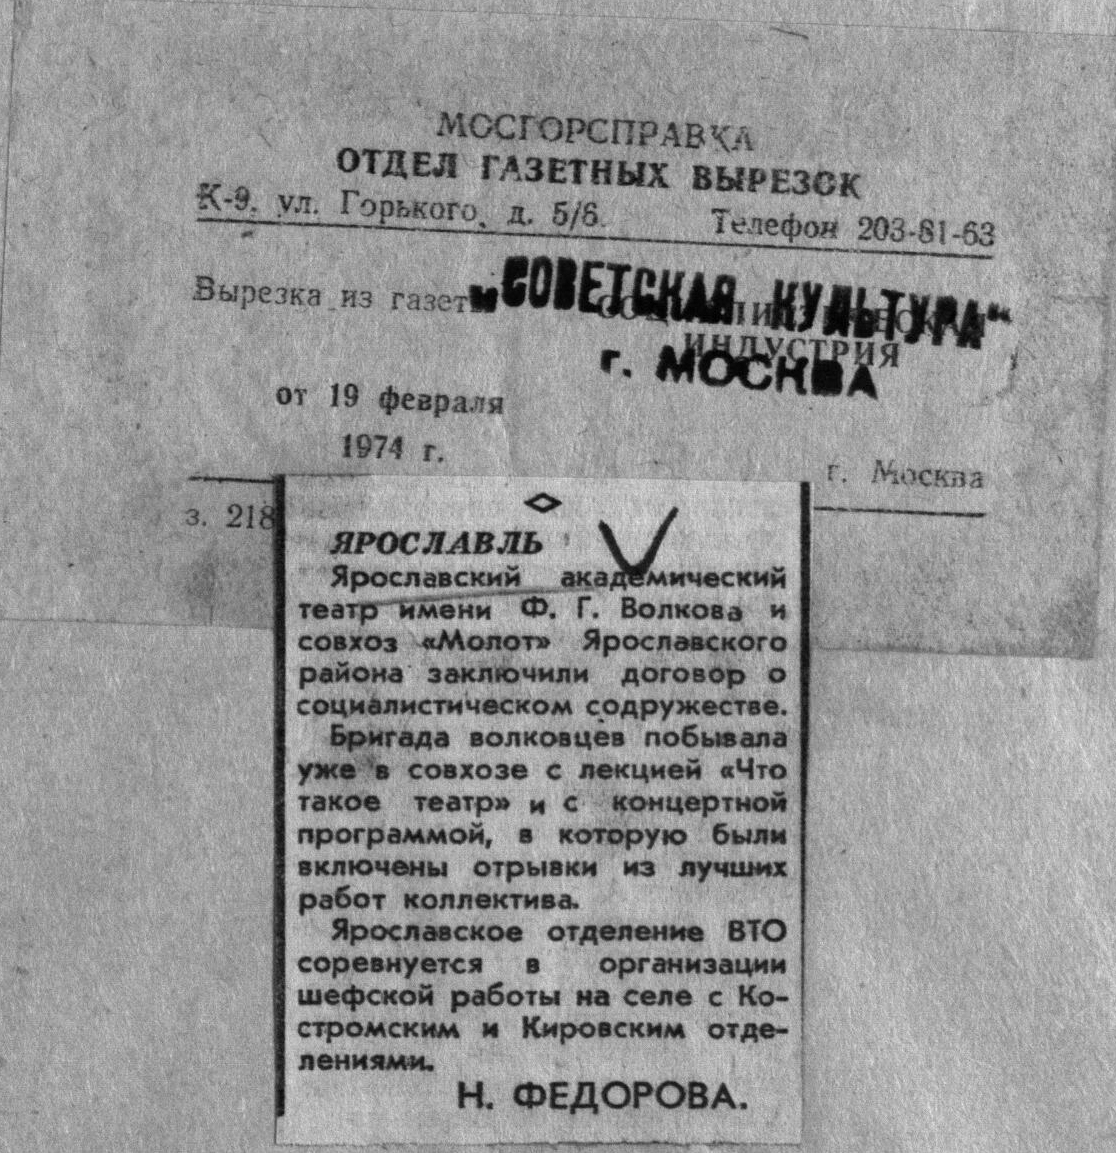 МОСГОРСПРАВКА
ОТДЕЛ ГАЗЕТНЫХ ВЫРЕЗОК
К-9, ул. Горького, д. 5/6. Телефон 203-81-63
Вырезка из газеты СОЦИАЛИСТИЧЕСКАЯ
„СОВЕТСКАЯ КУЛЬТУРА“
ИНДУСТРИЯ
г. МОСКВА
от 19 февраля
1974 г.
г. Москва
з. 218
ЯРОСЛАВЛЬ
Ярославский академический
театр имени Ф. Г. Волкова и
совхоз «Молот» Ярославского
района заключили договор о
социалистическом содружестве.
Бригада волковцев побывала
уже в совхозе с лекцией «Что
такое театр» и с концертной
программой, в которую были
включены отрывки из лучших
работ коллектива.
Ярославское отделение ВТО
соревнуется в организации
шефской работы на селе с Ко-
стромским и Кировским отде-
лениями.
Н. ФЕДОРОВА.